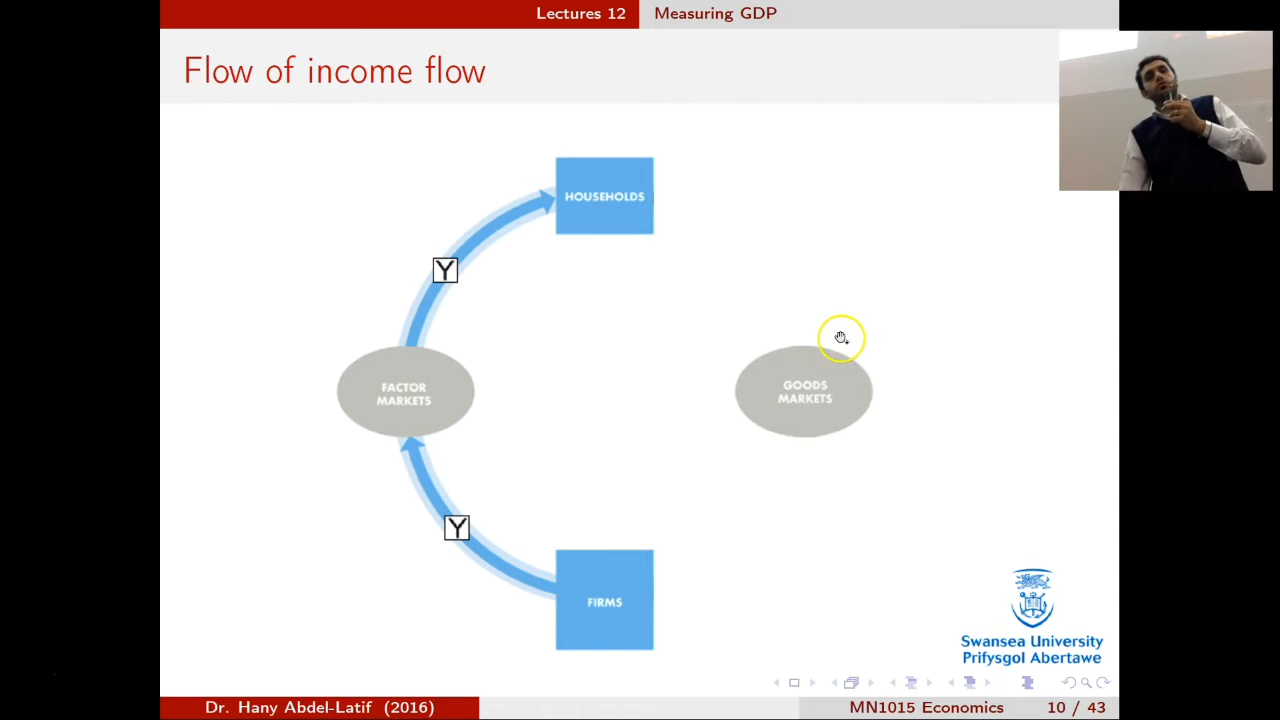 Lectures 12 Measuring GDP
Flow of income flow
HOUSEHOLDS
Y
FACTOR
MARKETS
GOODS
MARKETS
Y
FIRMS
Swansea University
Prifysgol Abertawe
Dr. Hany Abdel-Latif (2016) MN1015 Economics 10 / 43